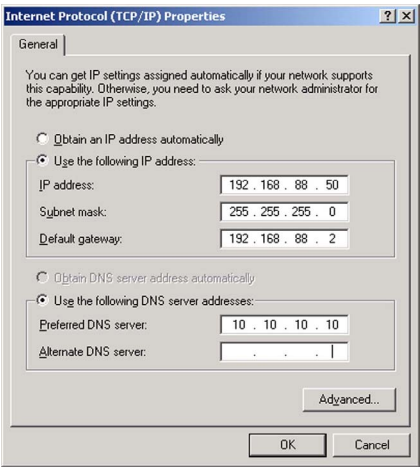 Internet Protocol (TCP/IP) Properties
General
You can get IP settings assigned automatically if your network supports
this capability. Otherwise, you need to ask your network administrator for
the appropriate IP settings.
Obtain an IP address automatically
Use the following IP address:
IP address: 192 . 168 . 88 . 50
Subnet mask: 255 . 255 . 255 . 0
Default gateway: 192 . 168 . 88 . 2
Obtain DNS server address automatically
Use the following DNS server addresses:
Preferred DNS server: 10 . 10 . 10 . 10
Alternate DNS server: . . .
Advanced...
OK Cancel